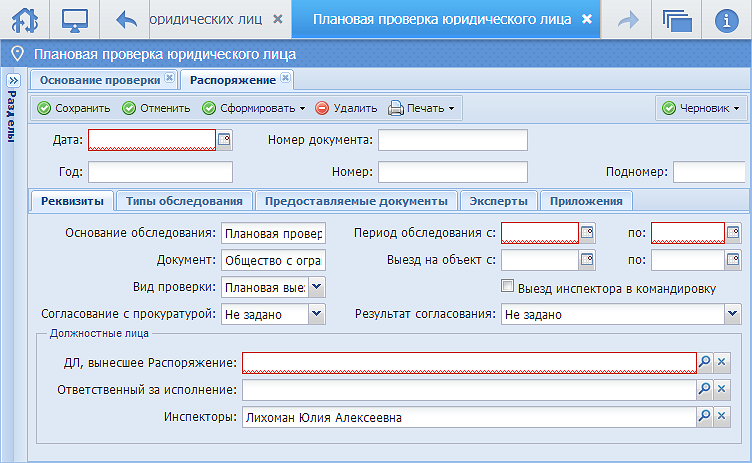 оридических лиц Плановая проверка юридического лица
Плановая проверка юридического лица
Разделы
Основание проверки Распоряжение
Сохранить Отменить Сформировать Удалить Печать Черновик
Дата: Номер документа:
Год: Номер: Подномер:
Реквизиты Типы обследования Предоставляемые документы Эксперты Приложения
Основание обследования: Плановая провер Период обследования с: по:
Документ: Общество с огра Выезд на объект с: по:
Вид проверки: Плановая вые: Выезд инспектора в командировку
Согласование с прокуратурой: Не задано Результат согласования: Не задано
Должностные лица
ДЛ, вынесшее Распоряжение:
Ответственный за исполнение:
Инспекторы: Лихоман Юлия Алексеевна